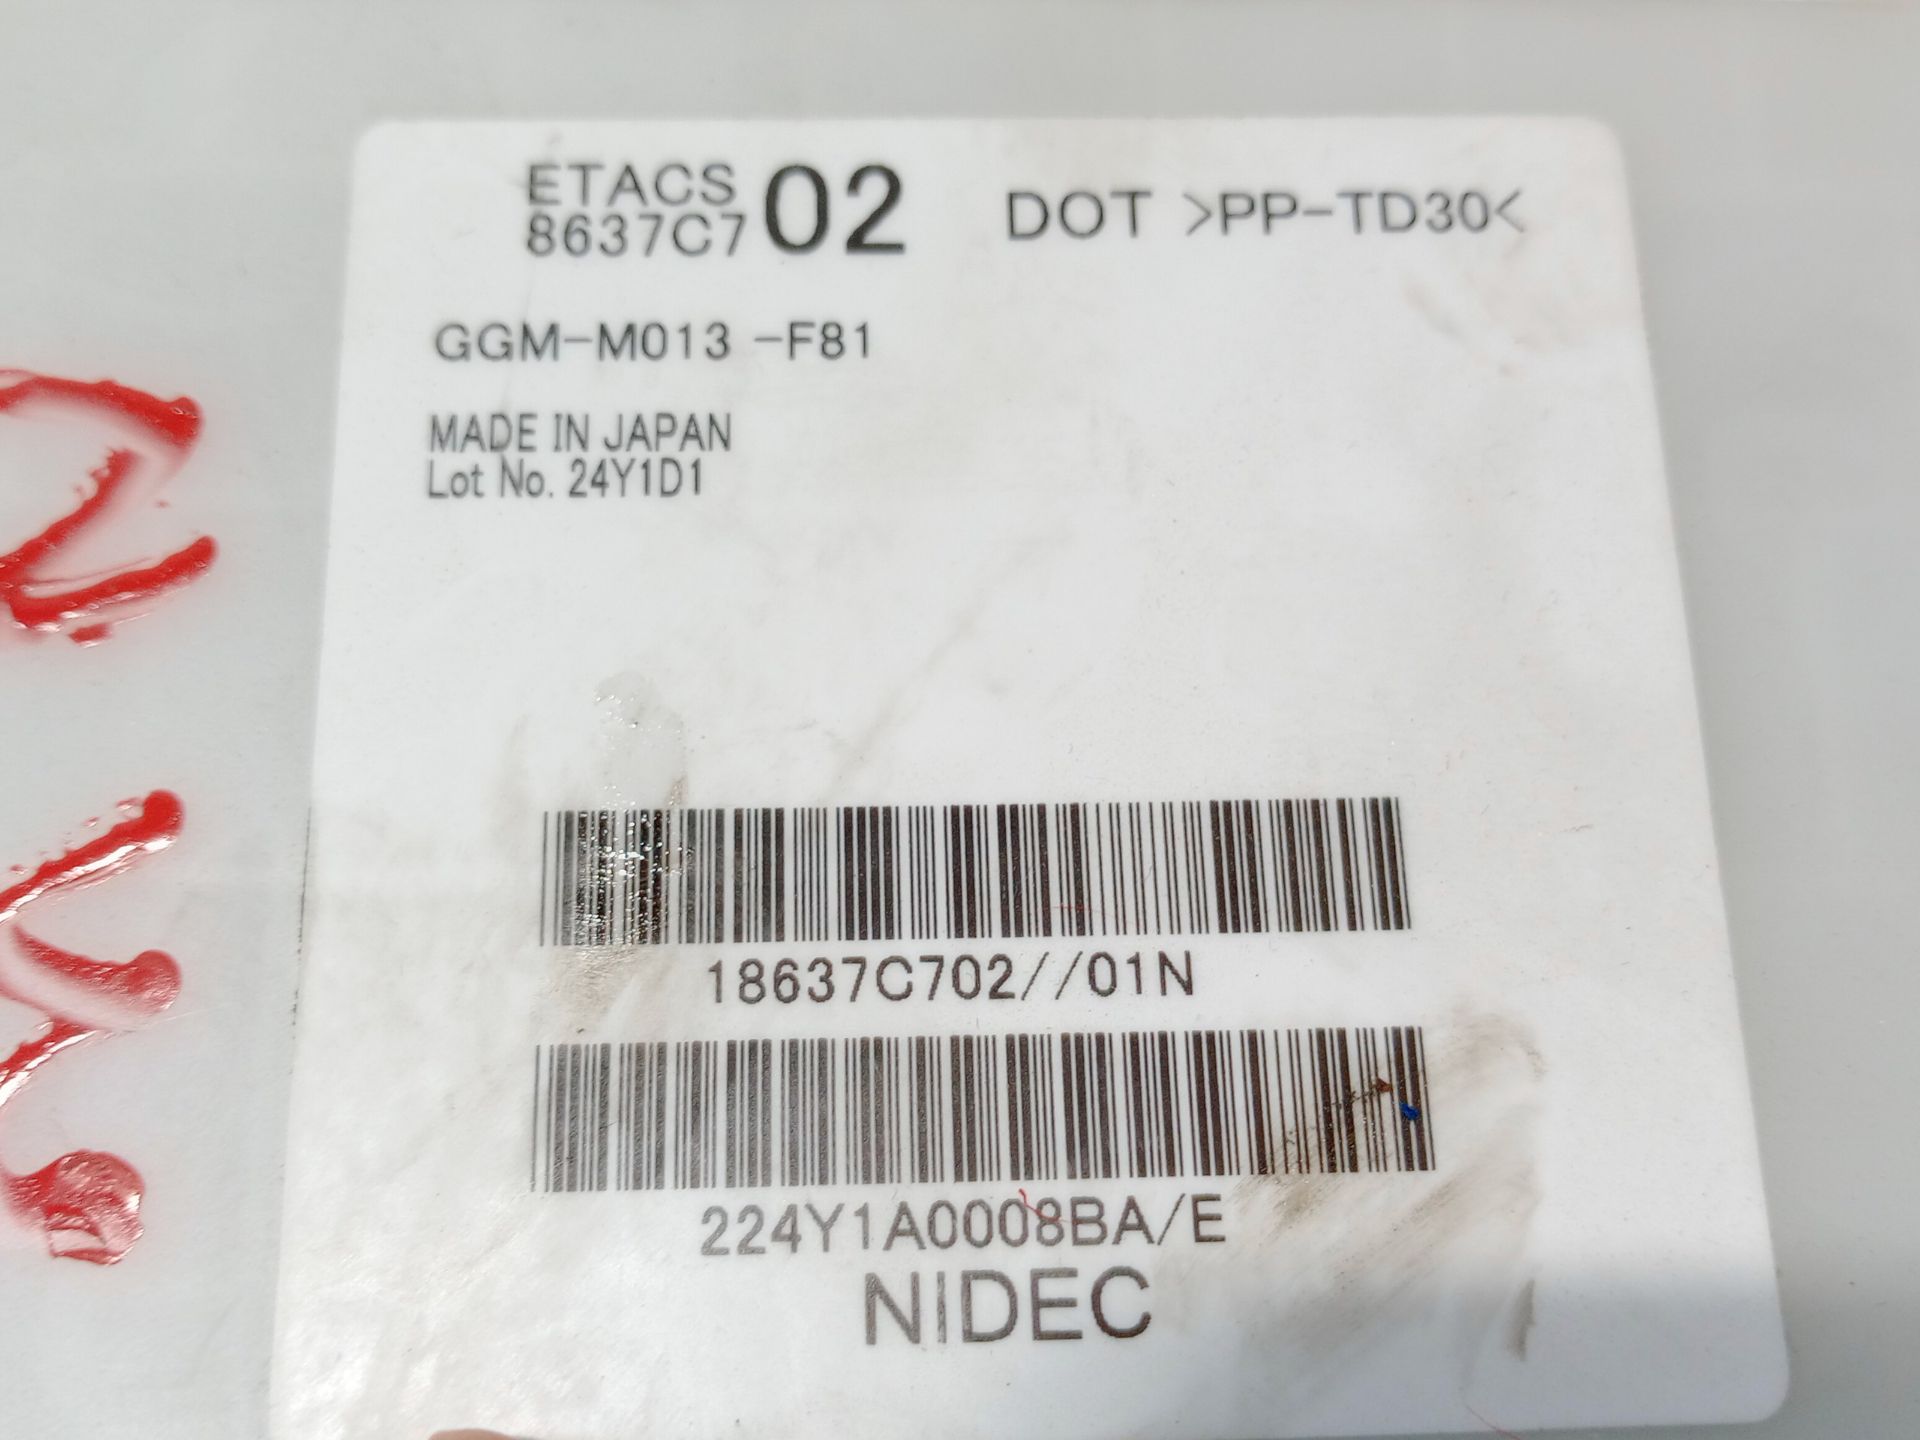 ETACS
8637C7 02 DOT >PP-TD30<
GGM-M013 -F81
MADE IN JAPAN
Lot No. 24Y1D1
18637C702//01N
224Y1A0008BA/E
NIDEC